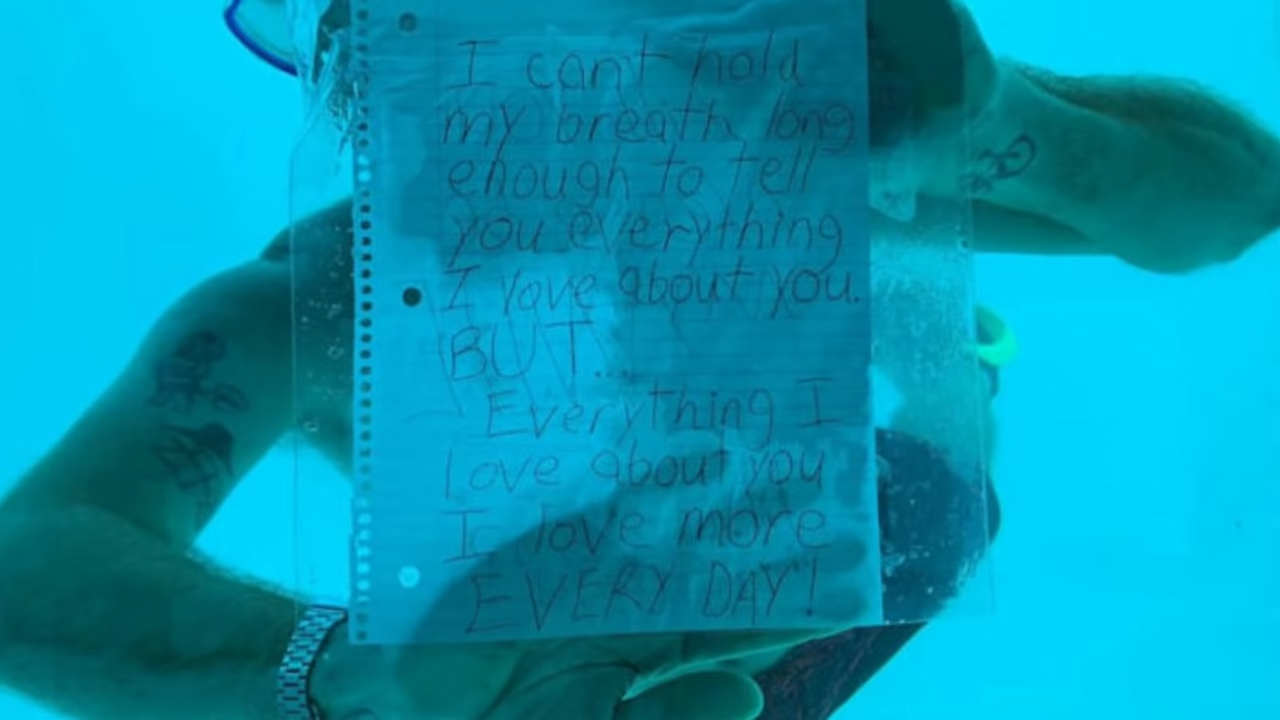 I can't hold
my breath long
enough to tell
you everything
I love about you.
BUT...
Everything I
Love about you
I love more
EVERY DAY!